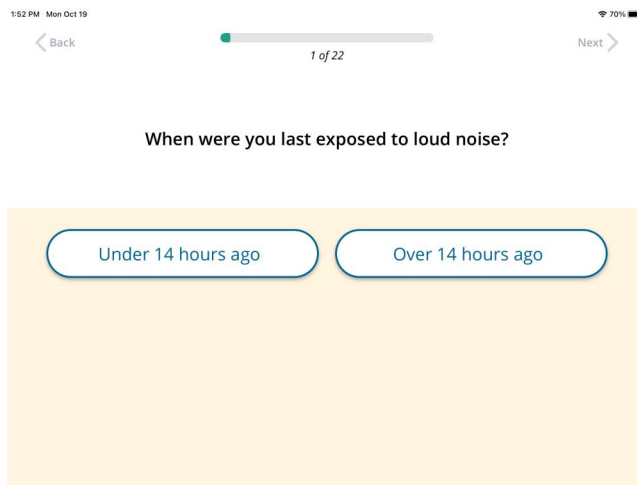 1:52 PM Mon Oct 19
70%
Back
Next
1 of 22
When were you last exposed to loud noise?
Under 14 hours ago
Over 14 hours ago